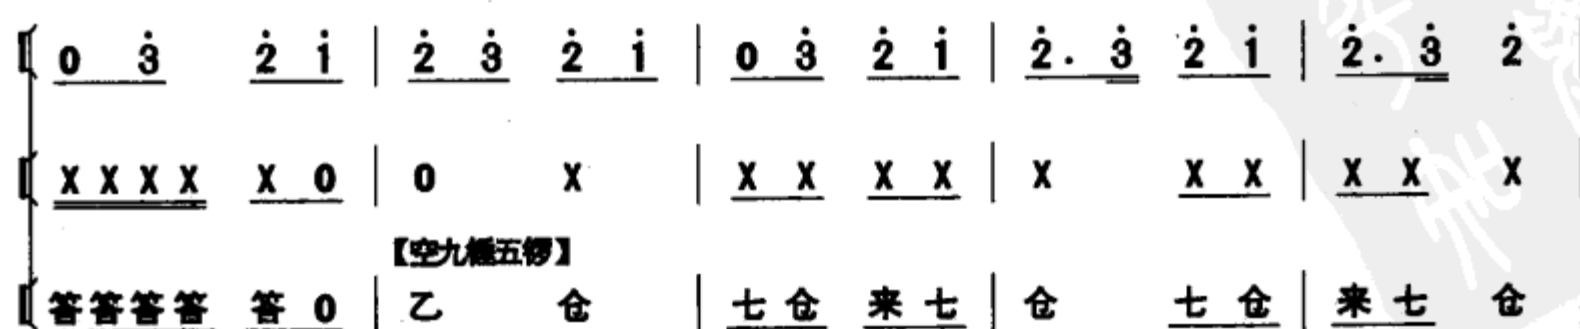 0 3̇ 2̇ 1̇ | 2̇ 3̇ 2̇ 1̇ | 0 3̇ 2̇ 1̇ | 2̇. 3̇ 2̇ 1̇ | 2̇. 3̇ 2̇
X X X X X 0 | 0 X | X X X X | X X X | X X X
【空九锤五锣】
答答答答 答 0 | 乙 仓 | 七 仓 来 七 | 仓 七 仓 | 来 七 仓